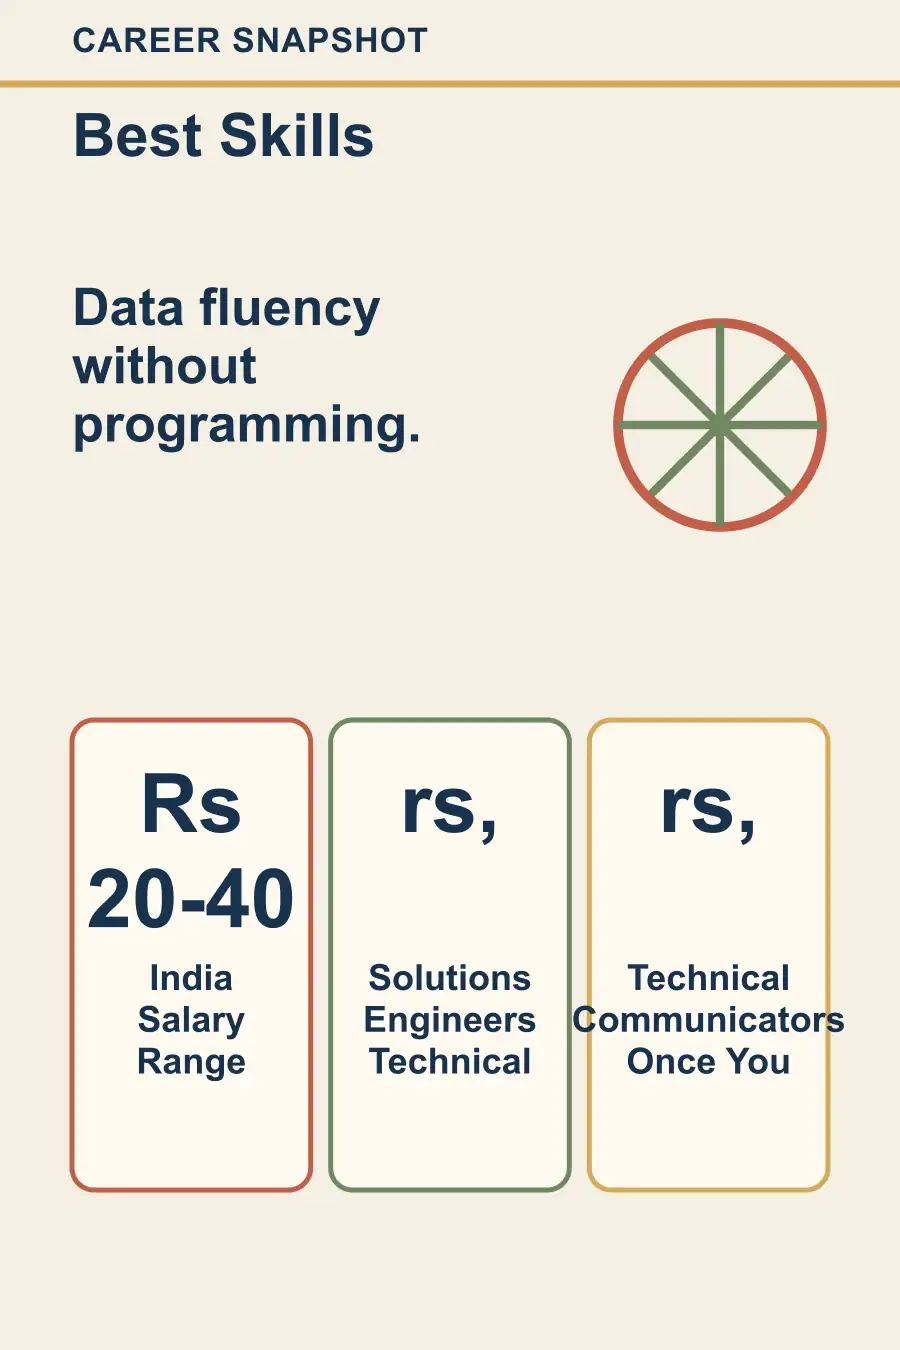 CAREER SNAPSHOT
Best Skills
Data fluency
without
programming.
Rs
20-40
India
Salary
Range
rs,
Solutions
Engineers
Technical
rs,
Technical
Communicators
Once You